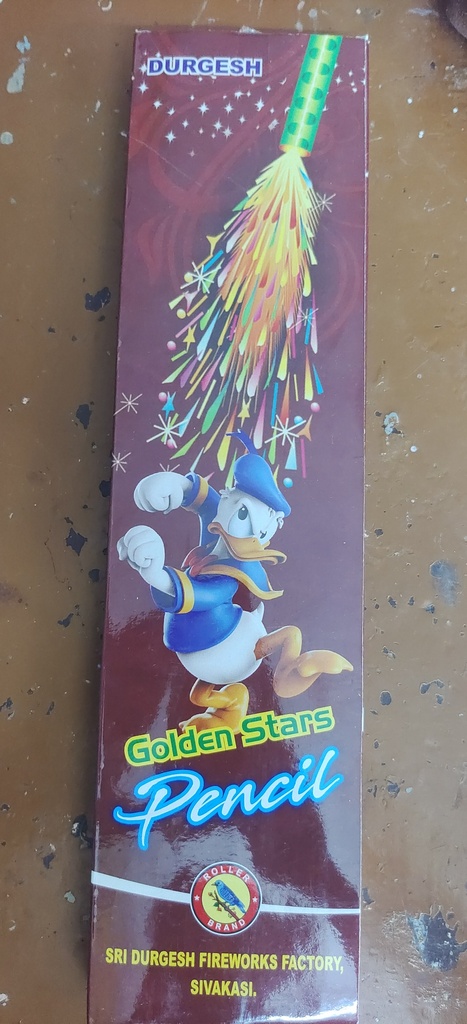 DURGESH
Golden Stars
Pencil
ROLLER
BRAND
SRI DURGESH FIREWORKS FACTORY,
SIVAKASI.